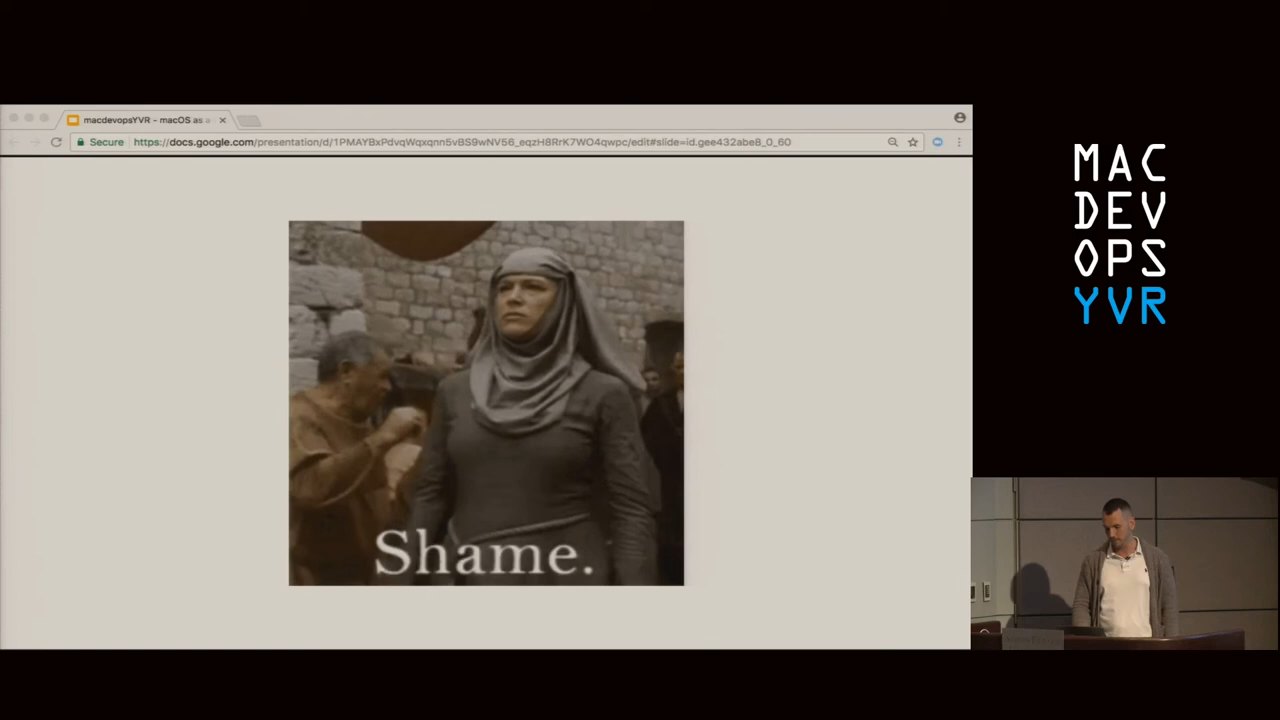 macdevopsYVR - macOS as a
Secure https://docs.google.com/presentation/d/1PMAYBxPdvqWqxqnn5vBS9wNV56_eqzH8RrK7WO4qwpc/edit#slide=id.gee432abe8_0_60
Shame.
MAC
DEV
OPS
YVR